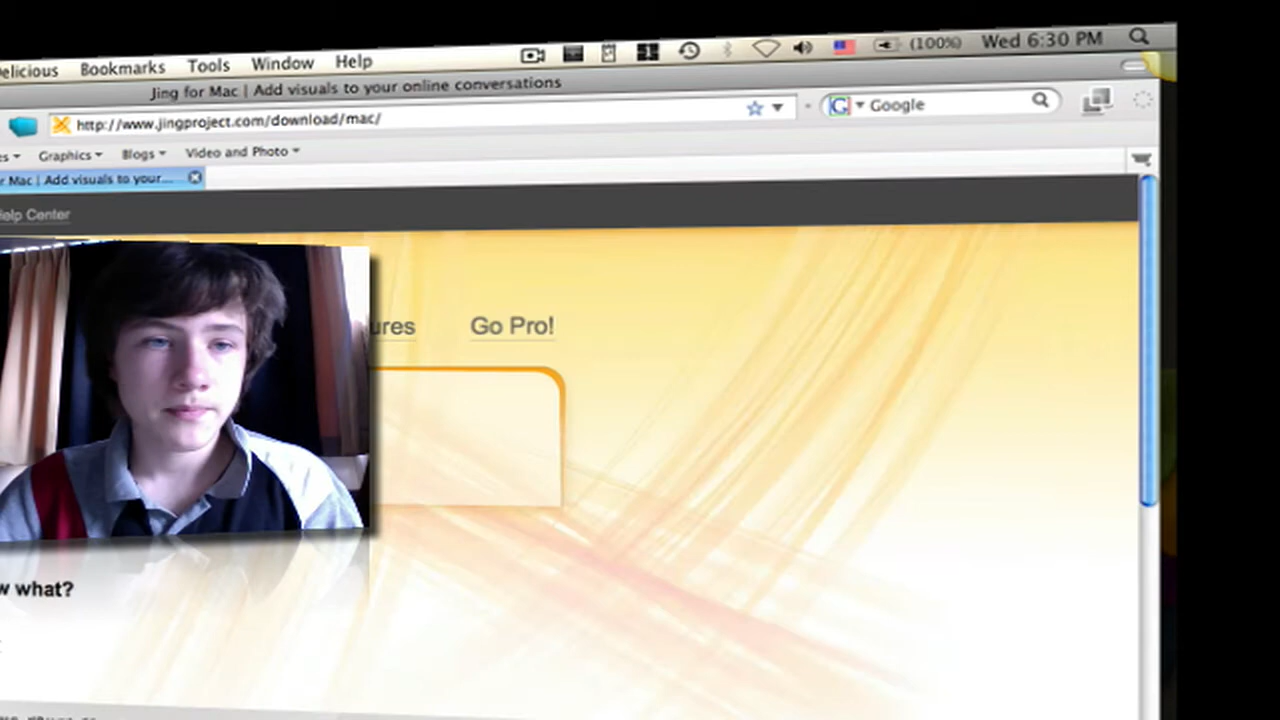 Delicious Bookmarks Tools Window Help (100%) Wed 6:30 PM
Jing for Mac | Add visuals to your online conversations
http://www.jingproject.com/download/mac/ Google
Graphics Blogs Video and Photo
Mac | Add visuals to your...
Help Center
ures Go Pro!
w what?